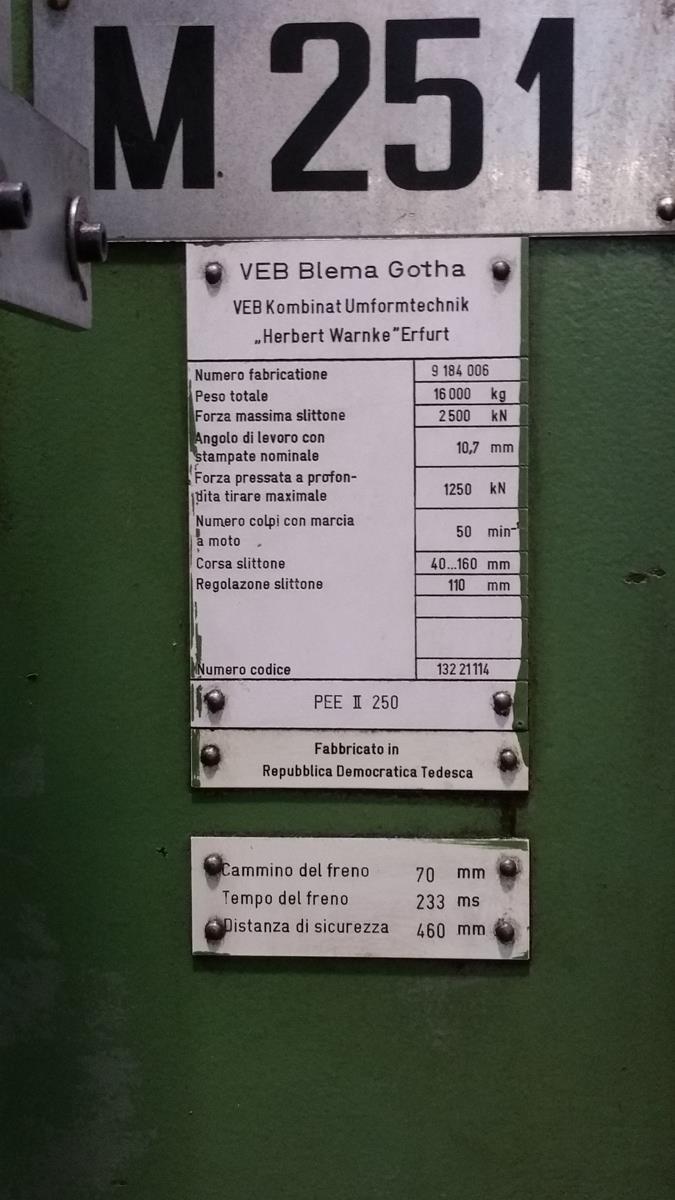 M 251
VEB Blema Gotha
VEB Kombinat Umformtechnik
„Herbert Warnke" Erfurt
Numero fabricatione 9 184 006
Peso totale 16 000 kg
Forza massima slittone 2 500 kN
Angolo di levoro con
stampate nominale 10,7 mm
Forza pressata a profon-
dita tirare maximale 1250 kN
Numero colpi con marcia
a moto 50 min⁻¹
Corsa slittone 40...160 mm
Regolazone slittone 110 mm
Numero codice 132 21 114
PEE II 250
Fabbricato in
Repubblica Democratica Tedesca
Cammino del freno 70 mm
Tempo del freno 233 ms
Distanza di sicurezza 460 mm